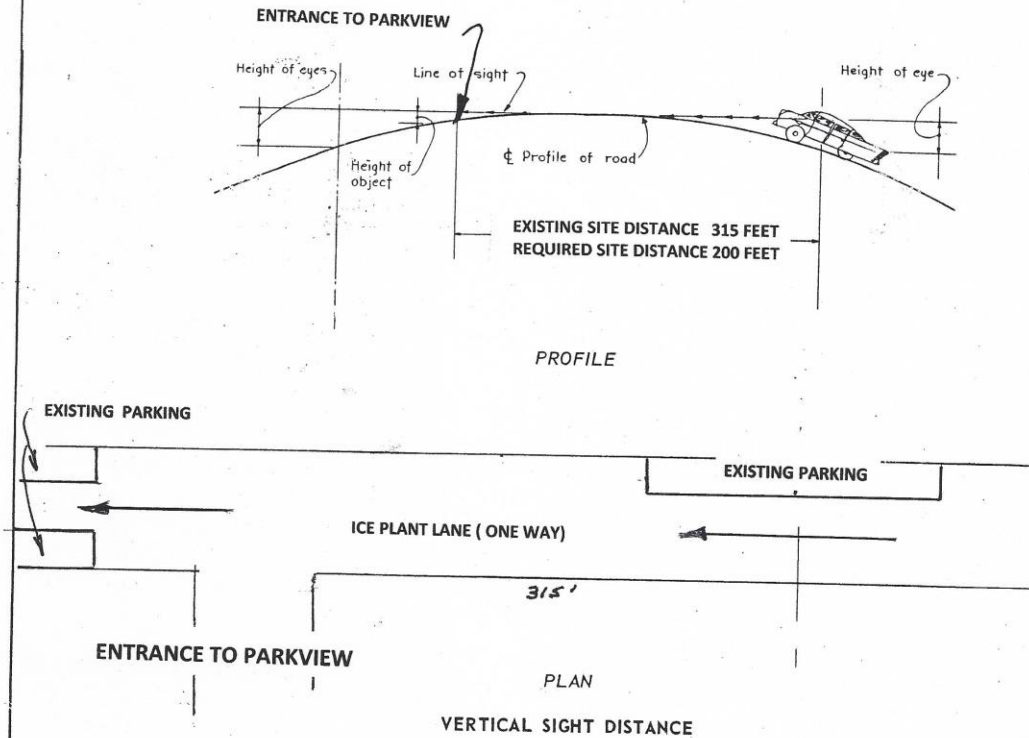 ENTRANCE TO PARKVIEW
Height of eyes
Line of sight
Height of eye
Height of
object
℄ Profile of road
EXISTING SITE DISTANCE 315 FEET
REQUIRED SITE DISTANCE 200 FEET
PROFILE
EXISTING PARKING
EXISTING PARKING
ICE PLANT LANE ( ONE WAY)
315'
ENTRANCE TO PARKVIEW
PLAN
VERTICAL SIGHT DISTANCE